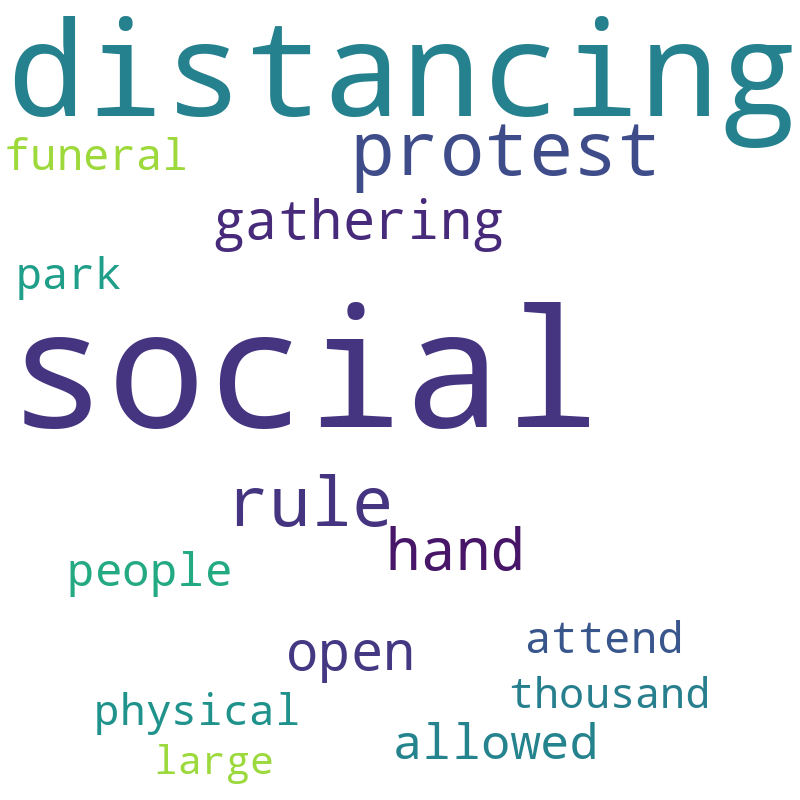 distancing
funeral protest
gathering
park
social
rule
hand
people
open attend
thousand
physical
allowed
large